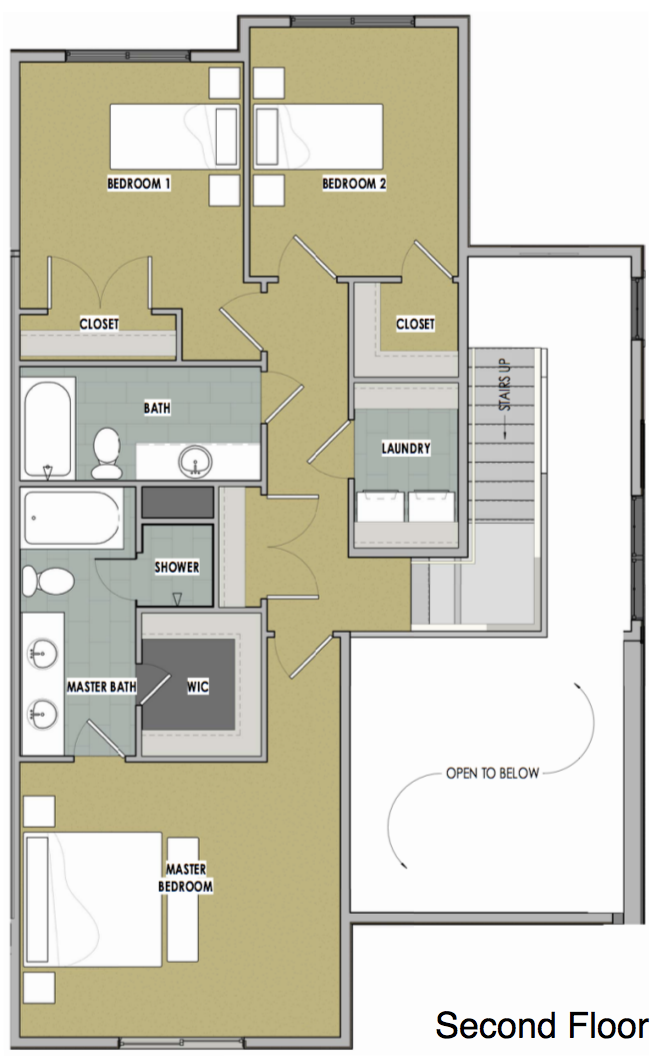 BEDROOM 1
BEDROOM 2
CLOSET
CLOSET
STAIRS UP
BATH
LAUNDRY
SHOWER
MASTER BATH
WIC
OPEN TO BELOW
MASTER
BEDROOM
Second Floor